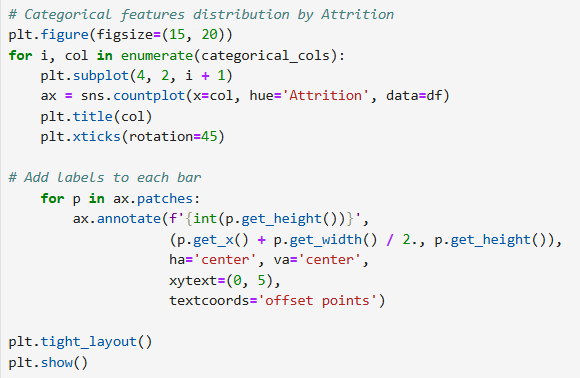 # Categorical features distribution by Attrition
plt.figure(figsize=(15, 20))
for i, col in enumerate(categorical_cols):
    plt.subplot(4, 2, i + 1)
    ax = sns.countplot(x=col, hue='Attrition', data=df)
    plt.title(col)
    plt.xticks(rotation=45)

# Add labels to each bar
    for p in ax.patches:
        ax.annotate(f'{int(p.get_height())}',
                    (p.get_x() + p.get_width() / 2., p.get_height()),
                    ha='center', va='center',
                    xytext=(0, 5),
                    textcoords='offset points')

plt.tight_layout()
plt.show()